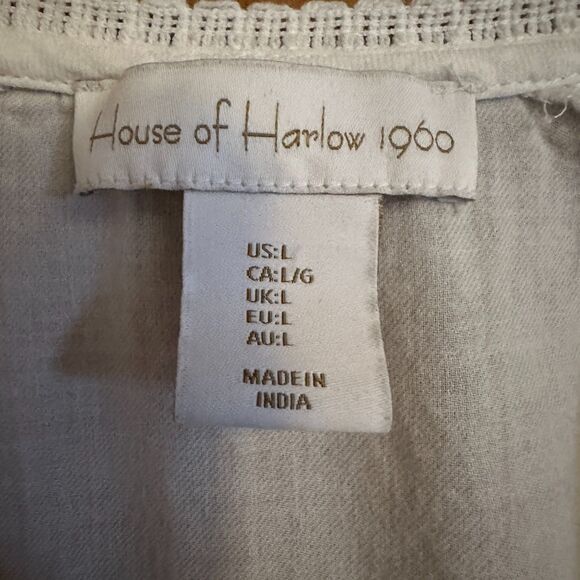 House of Harlow 1960
US:L
CA:L/G
UK:L
EU:L
AU:L
MADE IN
INDIA